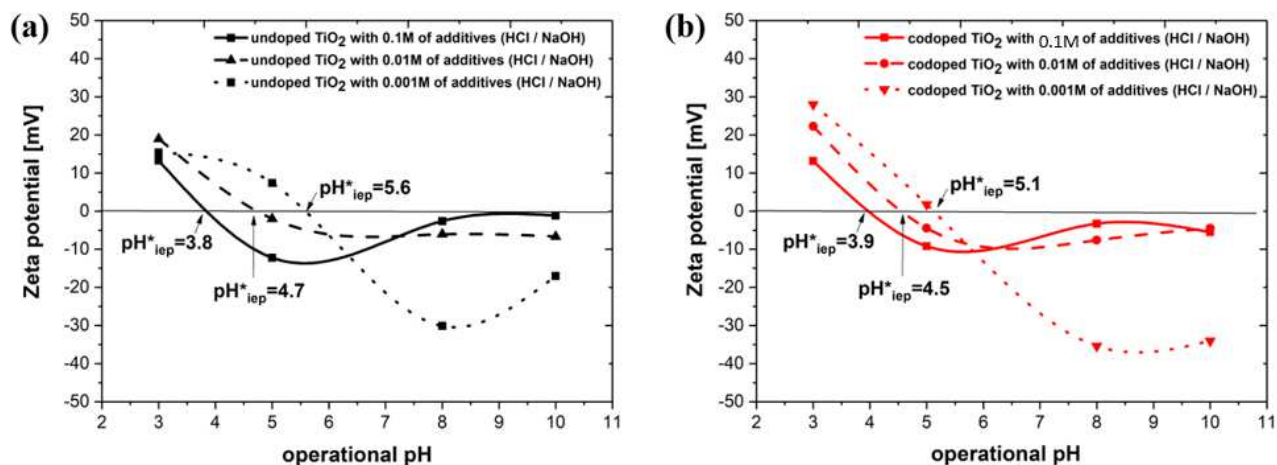 (a)
undoped TiO₂ with 0.1M of additives (HCl / NaOH)
undoped TiO₂ with 0.01M of additives (HCl / NaOH)
undoped TiO₂ with 0.001M of additives (HCl / NaOH)
Zeta potential [mV]
50
40
30
20
10
0
-10
-20
-30
-40
-50
pH*iep=5.6
pH*iep=3.8
pH*iep=4.7
2 3 4 5 6 7 8 9 10 11
operational pH
(b)
codoped TiO₂ with 0.1M of additives (HCl / NaOH)
codoped TiO₂ with 0.01M of additives (HCl / NaOH)
codoped TiO₂ with 0.001M of additives (HCl / NaOH)
Zeta potential [mV]
50
40
30
20
10
0
-10
-20
-30
-40
-50
pH*iep=5.1
pH*iep=3.9
pH*iep=4.5
2 3 4 5 6 7 8 9 10 11
operational pH